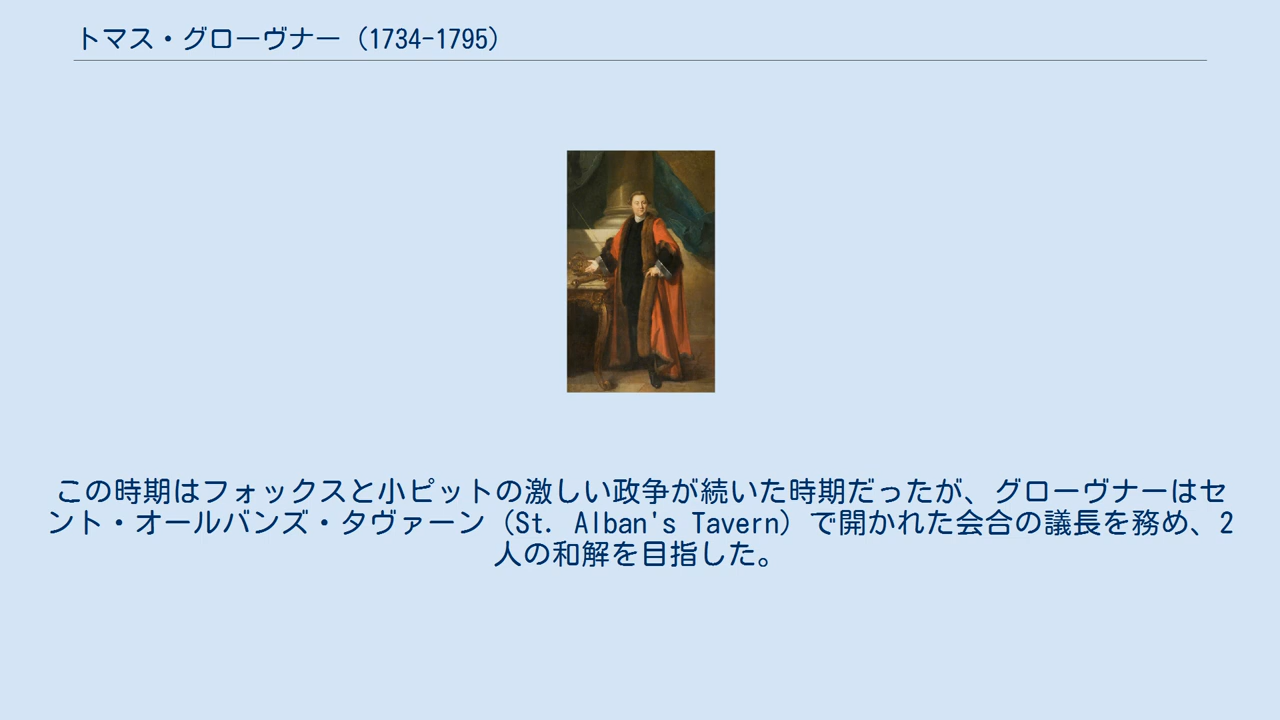 トマス・グローヴナー（1734-1795）
この時期はフォックスと小ピットの激しい政争が続いた時期だったが、グローヴナーはセ
ント・オールバンズ・タヴァーン（St. Alban's Tavern）で開かれた会合の議長を務め、2
人の和解を目指した。